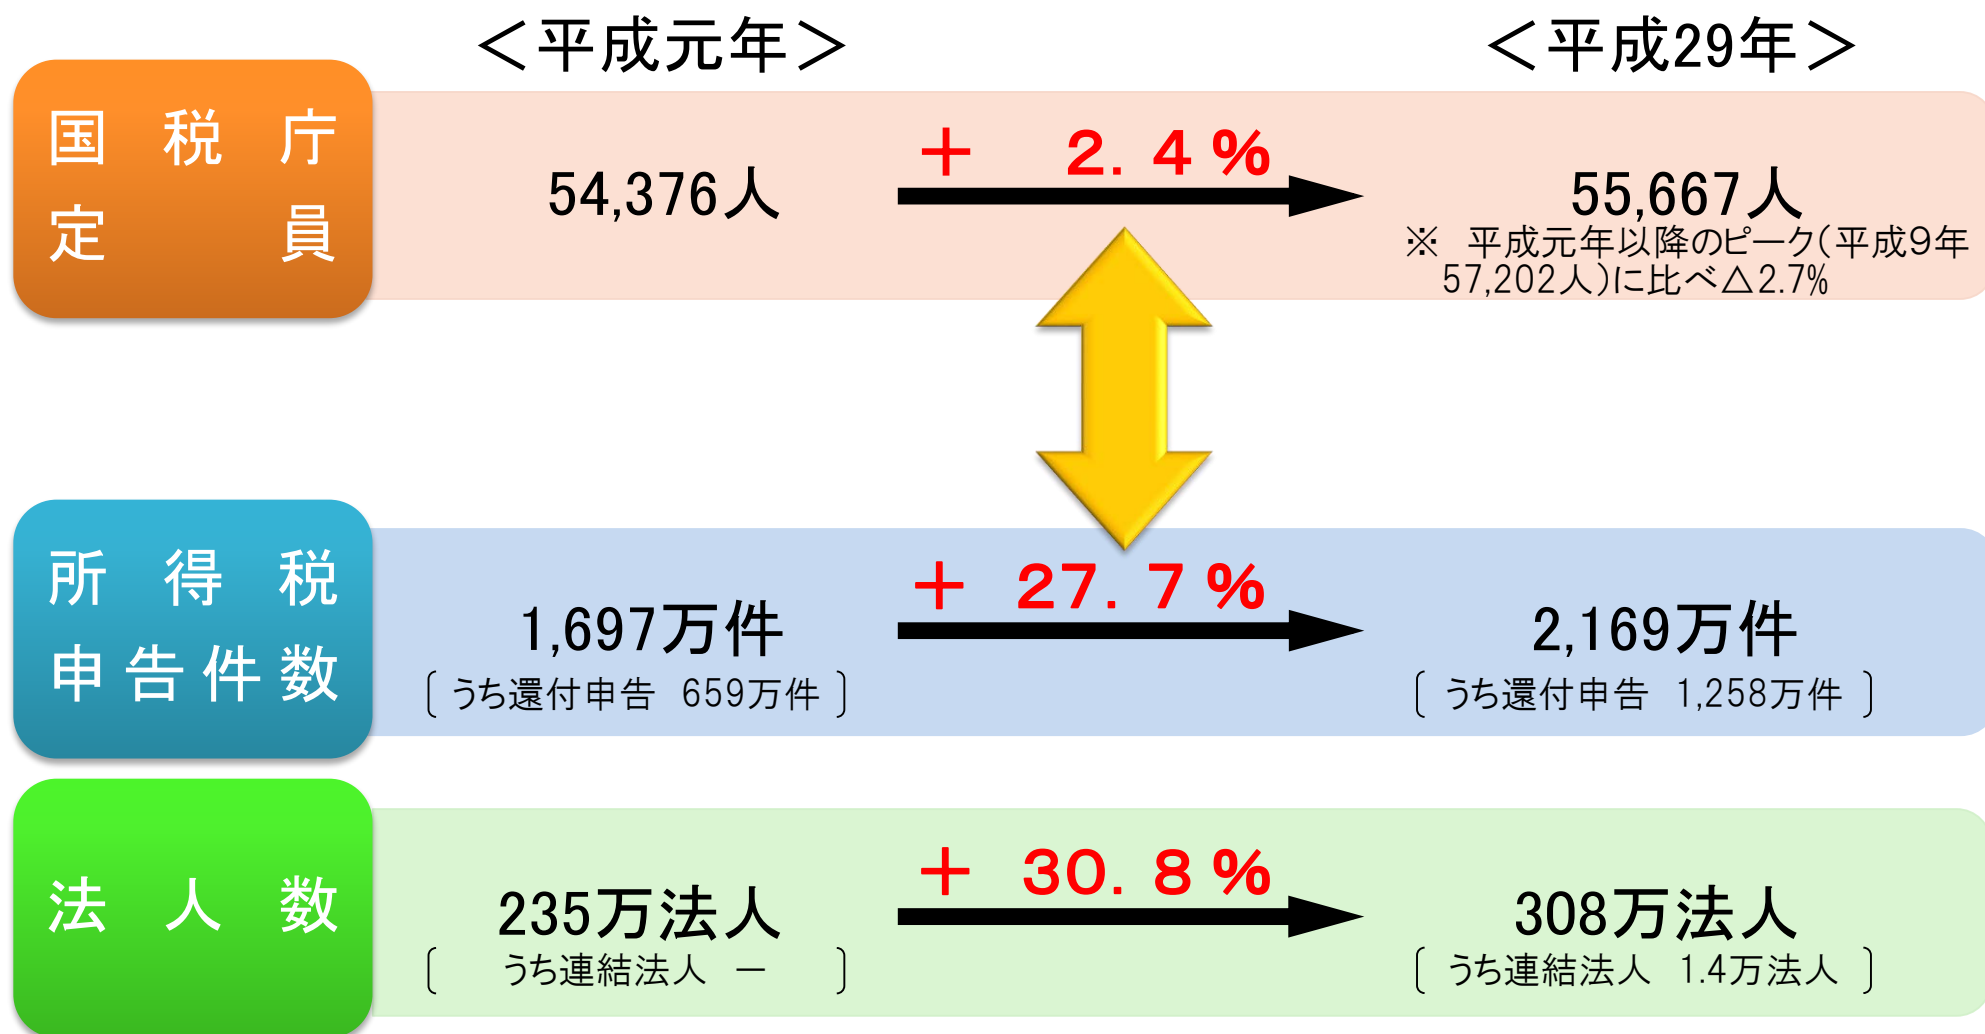 ＜平成元年＞ ＜平成29年＞
国税庁
定員
54,376人
＋ 2.4%
55,667人
※ 平成元年以降のピーク(平成9年
57,202人)に比べ△2.7%
所得税
申告件数
1,697万件
〔 うち還付申告 659万件 〕
＋ 27.7%
2,169万件
〔 うち還付申告 1,258万件 〕
法人数
235万法人
〔 うち連結法人 － 〕
＋ 30.8%
308万法人
〔 うち連結法人 1.4万法人 〕